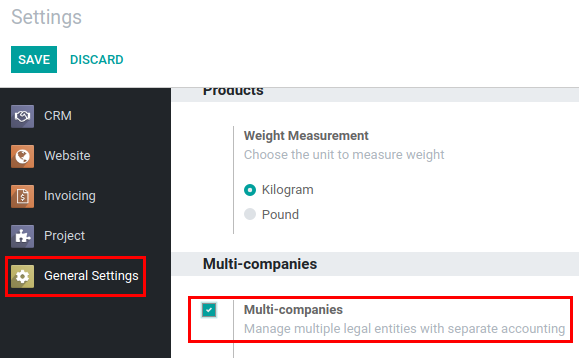 Settings
SAVE DISCARD
Products
CRM
Website
Invoicing
Project
General Settings
Weight Measurement
Choose the unit to measure weight
Kilogram
Pound
Multi-companies
Multi-companies
Manage multiple legal entities with separate accounting